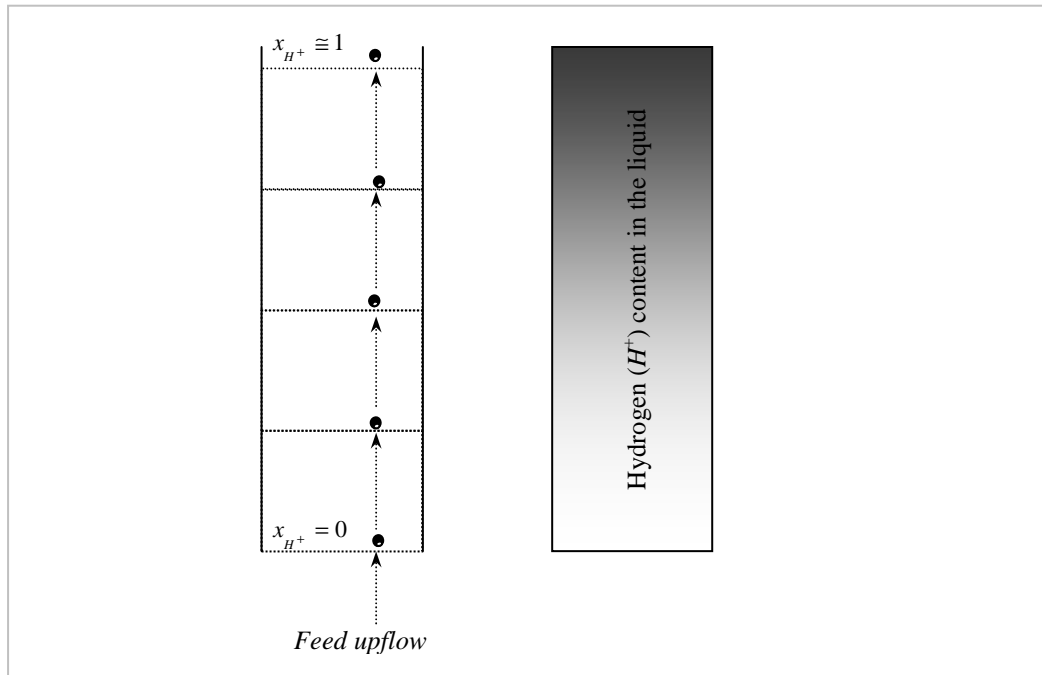 x_{H^+} ≅ 1
Hydrogen (H^+) content in the liquid
x_{H^+} = 0
Feed upflow